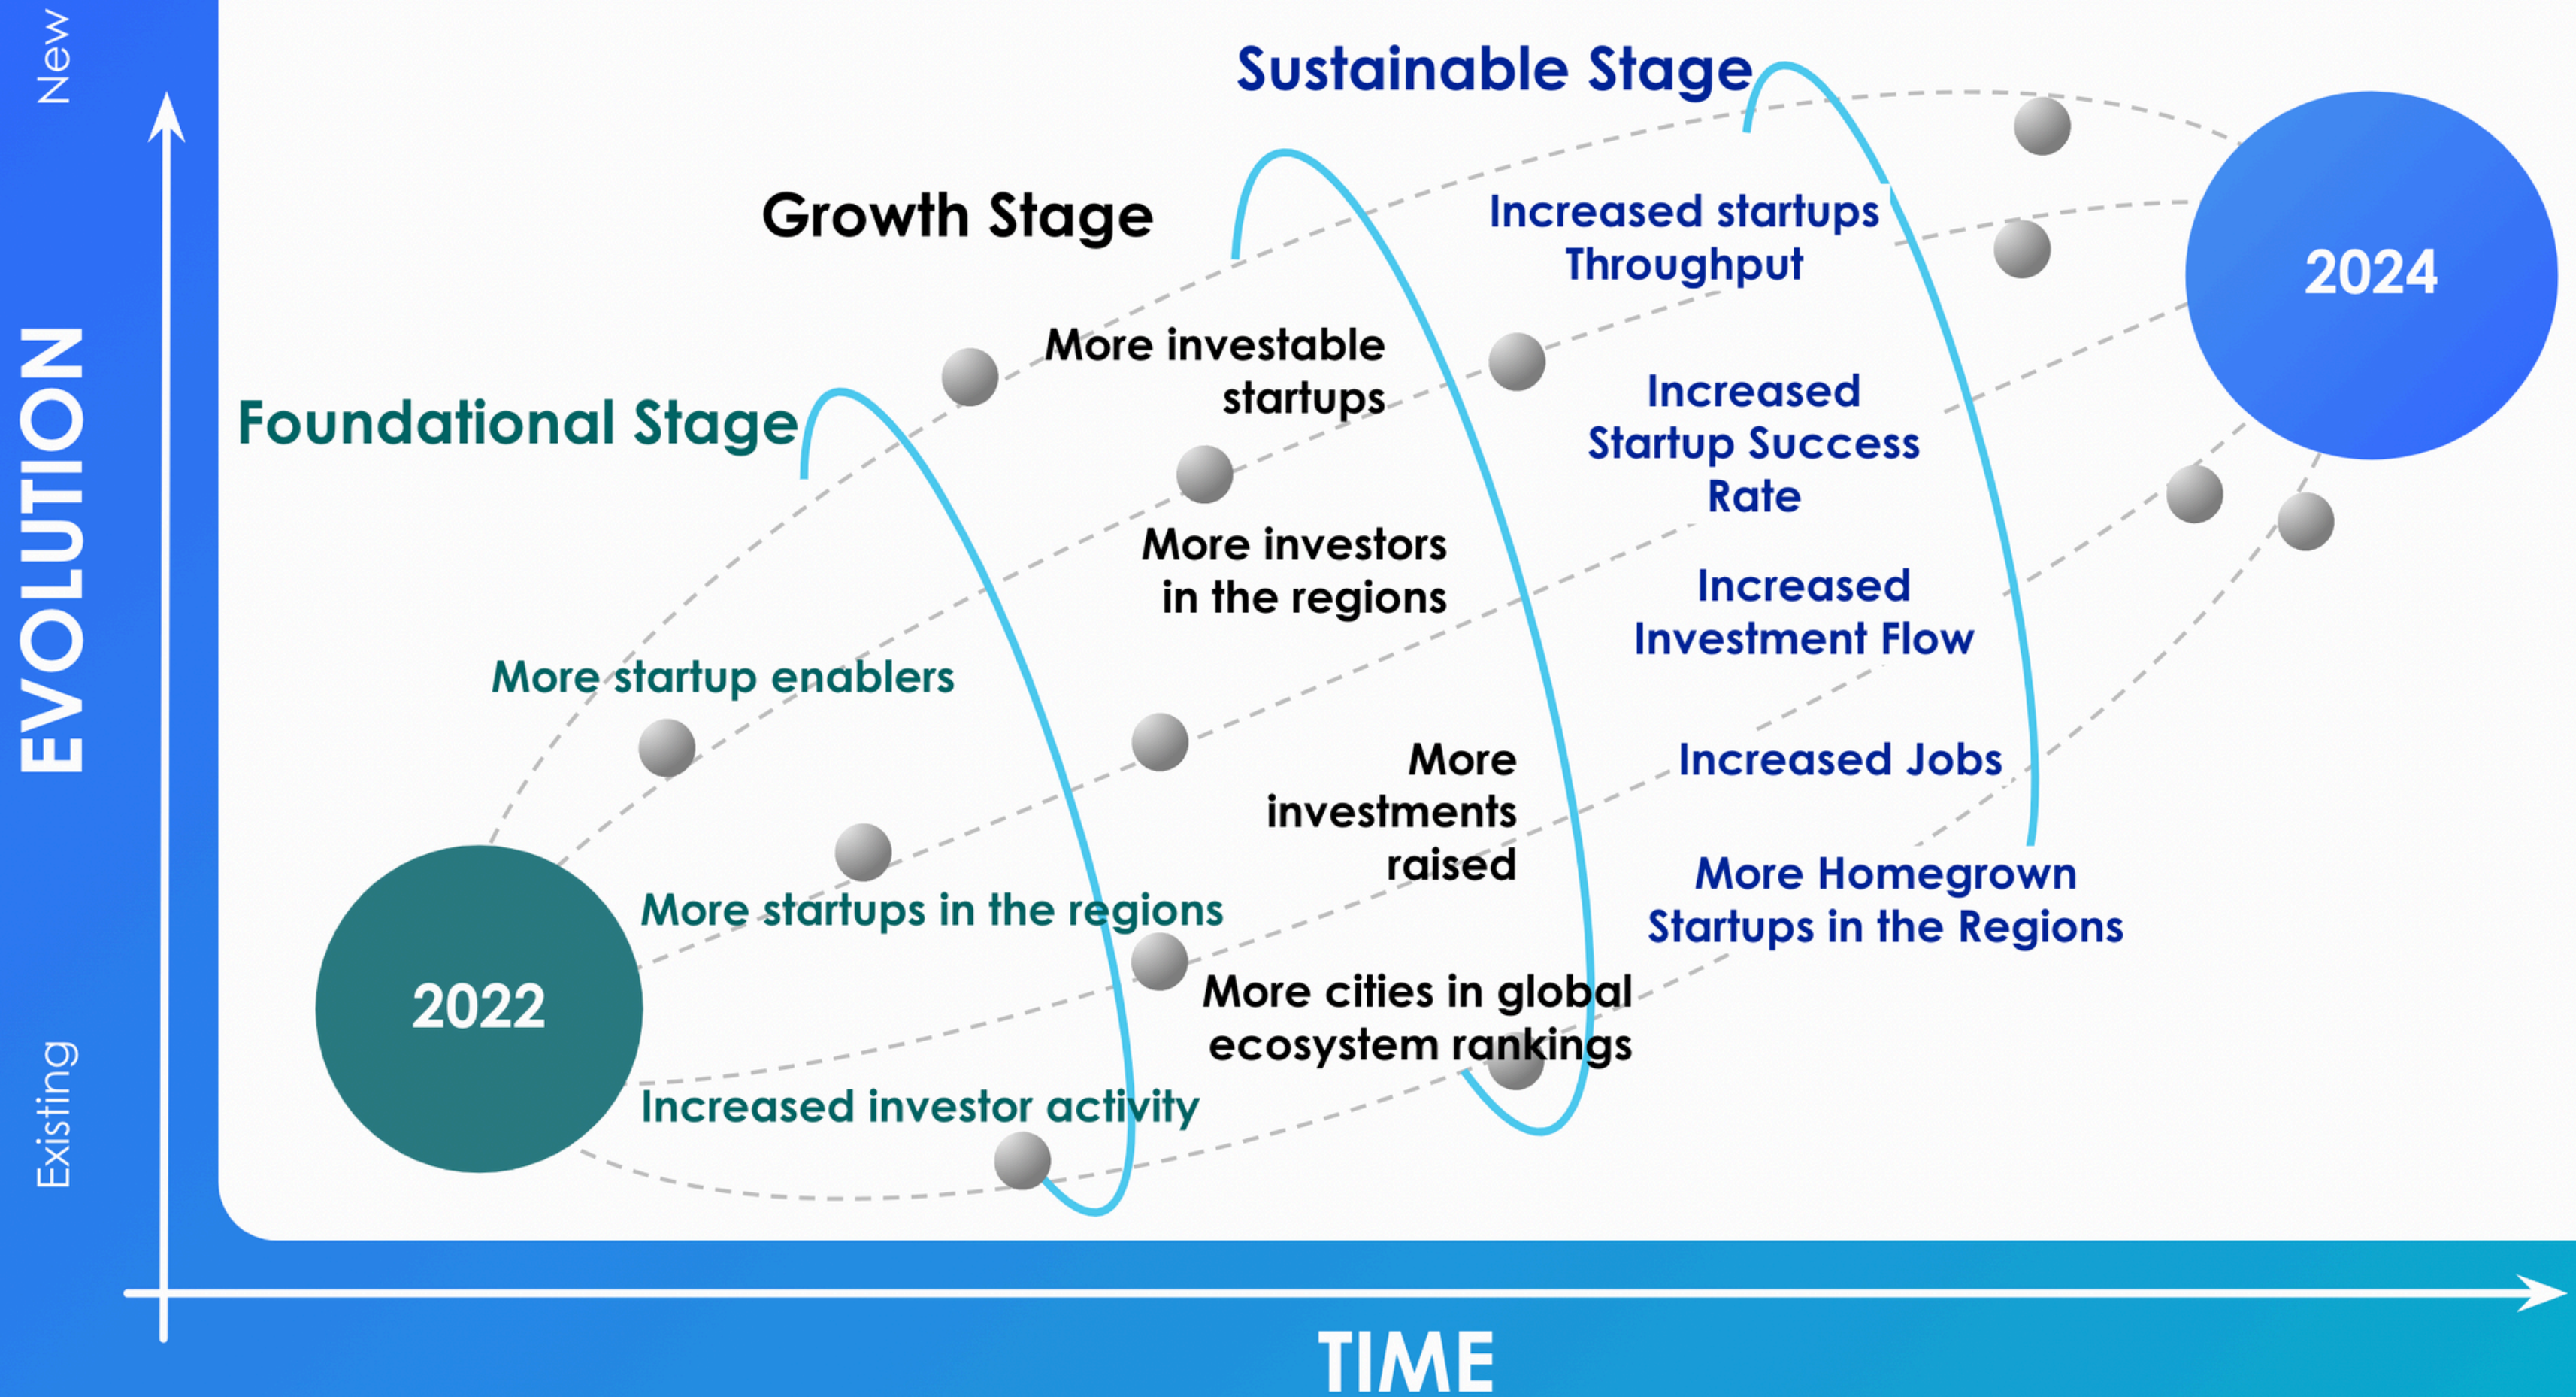 New
EVOLUTION
Existing
Sustainable Stage
Growth Stage
Foundational Stage
2022
More startup enablers
More startups in the regions
Increased investor activity
More investable
startups
More investors
in the regions
More
investments
raised
More cities in global
ecosystem rankings
Increased startups
Throughput
Increased
Startup Success
Rate
Increased
Investment Flow
Increased Jobs
More Homegrown
Startups in the Regions
2024
TIME